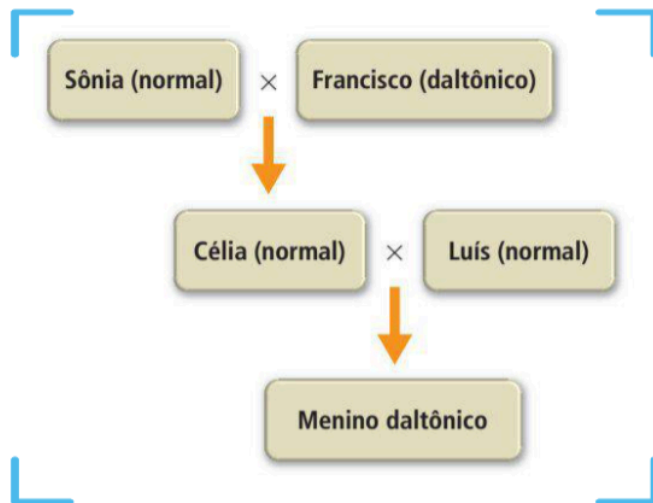 Sônia (normal) × Francisco (daltônico)
Célia (normal) × Luís (normal)
Menino daltônico